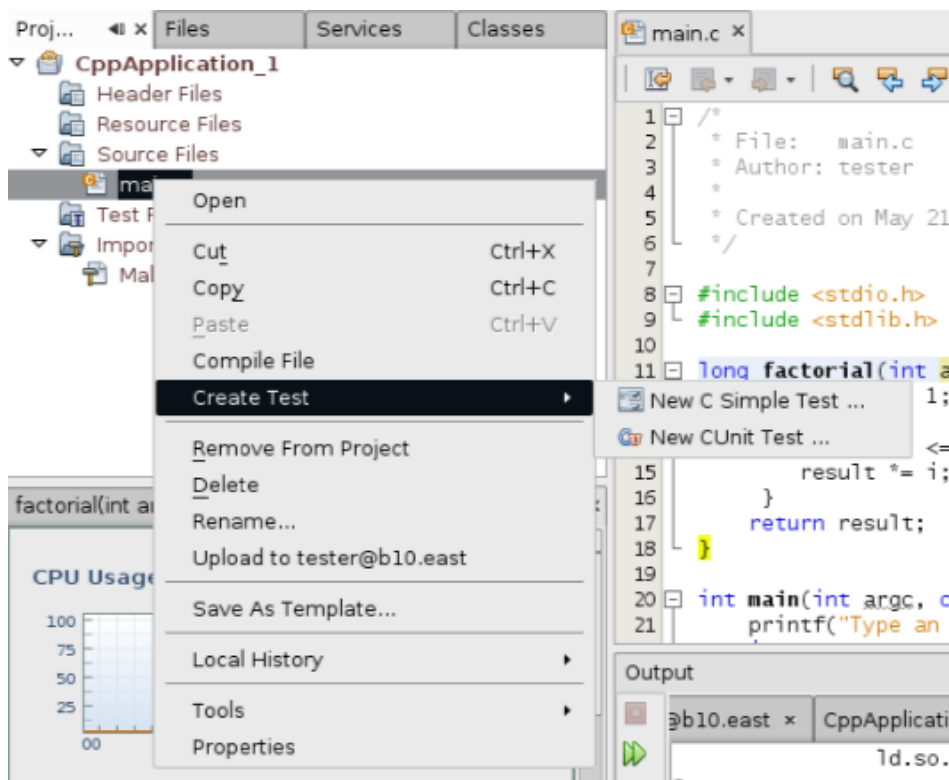 Proj...
Files
Services
Classes
CppApplication_1
Header Files
Resource Files
Source Files
Test
Open
Cut Ctrl+X
Copy Ctrl+C
Paste Ctrl+V
Compile File
Create Test
Remove From Project
Delete
Rename...
Upload to tester@b10.east
Save As Template...
Local History
Tools
Properties
New C Simple Test ...
New CUnit Test ...
factorial(int
CPU Usage
100
75
50
25
00
main.c
1 /*
2 * File: main.c
3 * Author: tester
4 *
5 * Created on May 21
6 */
7
8 #include <stdio.h>
9 #include <stdlib.h>
10
11 long factorial(int
1;
<=
15 result *= i;
16 }
17 return result;
18 }
19
20 int main(int argc,
21 printf("Type an
Output
@b10.east
CppApplicati
ld.so.